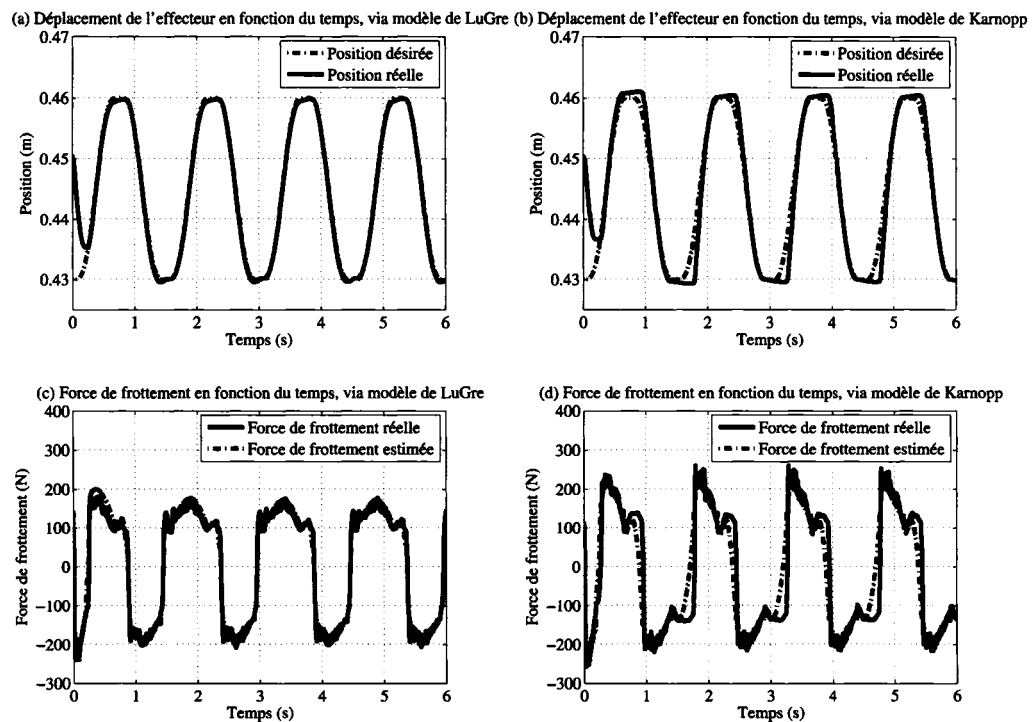 (a) Déplacement de l'effecteur en fonction du temps, via modèle de LuGre
(b) Déplacement de l'effecteur en fonction du temps, via modèle de Karnopp
0.47
0.46
0.45
0.44
0.43
Position (m)
Position désirée
Position réelle
0 1 2 3 4 5 6
Temps (s)
0.47
0.46
0.45
0.44
0.43
Position (m)
Position désirée
Position réelle
0 1 2 3 4 5 6
Temps (s)
(c) Force de frottement en fonction du temps, via modèle de LuGre
(d) Force de frottement en fonction du temps, via modèle de Karnopp
400
300
200
100
0
−100
−200
−300
Force de frottement (N)
Force de frottement réelle
Force de frottement estimée
0 1 2 3 4 5 6
Temps (s)
400
300
200
100
0
−100
−200
−300
Force de frottement (N)
Force de frottement réelle
Force de frottement estimée
0 1 2 3 4 5 6
Temps (s)